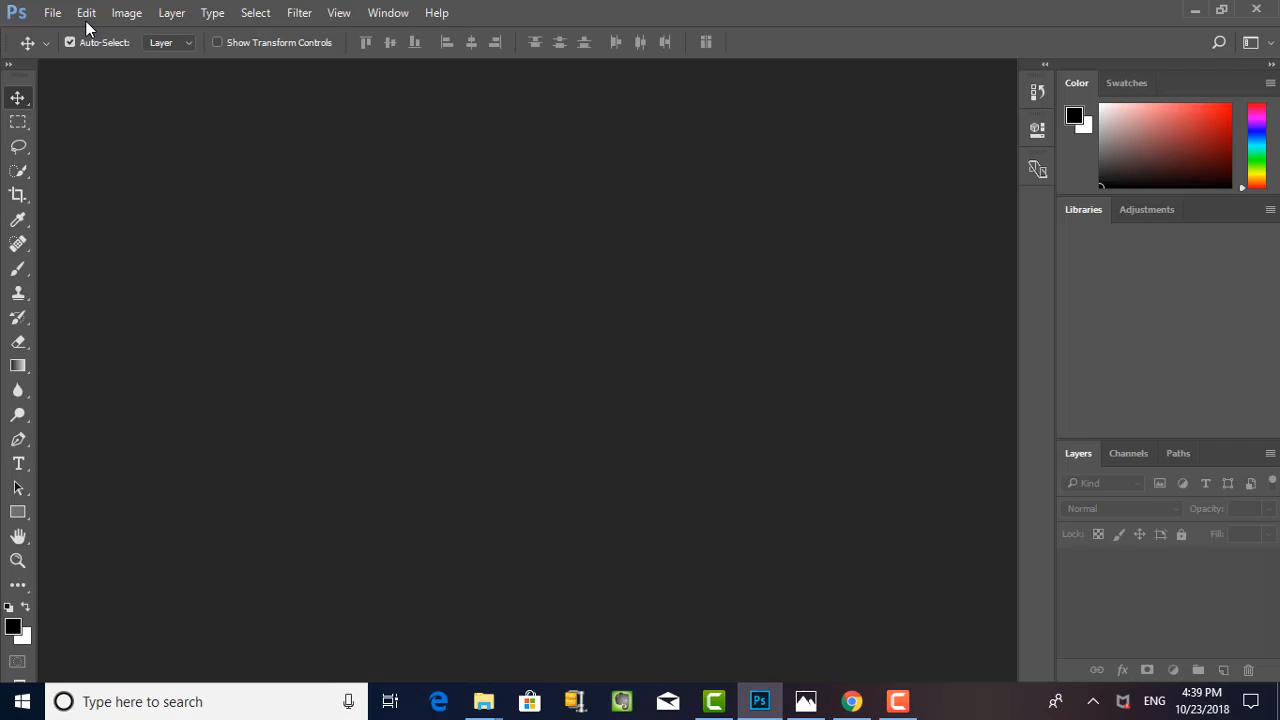 Ps File Edit Image Layer Type Select Filter View Window Help
Auto-Select: Layer Show Transform Controls
Color Swatches
Libraries Adjustments
Layers Channels Paths
Kind
Normal Opacity:
Lock: Fill:
T
Type here to search
Ps
ENG
4:39 PM
10/23/2018